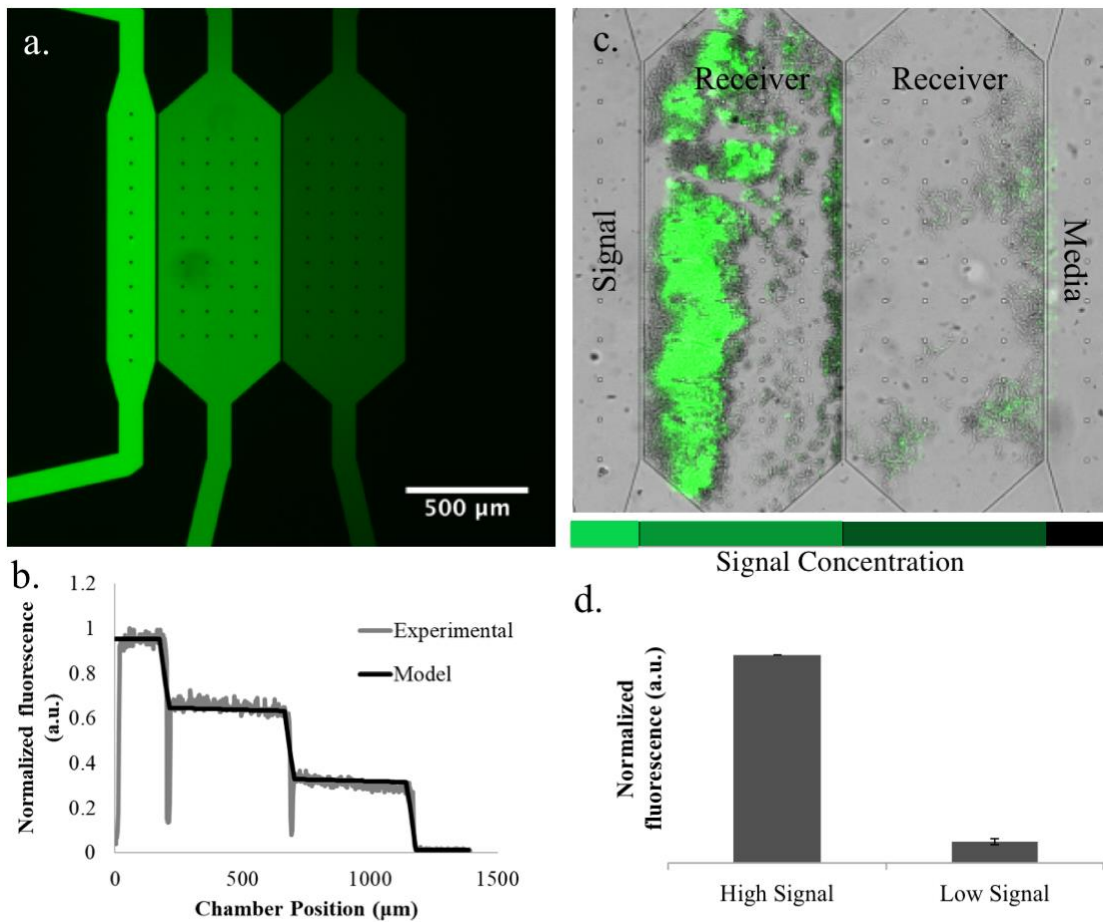 a.
500 µm
b.
Normalized fluorescence
(a.u.)
1.2
1
0.8
0.6
0.4
0.2
0
0
500
1000
1500
Chamber Position (µm)
Experimental
Model
c.
Receiver
Receiver
Signal
Media
Signal Concentration
d.
Normalized
fluorescence (a.u.)
High Signal
Low Signal